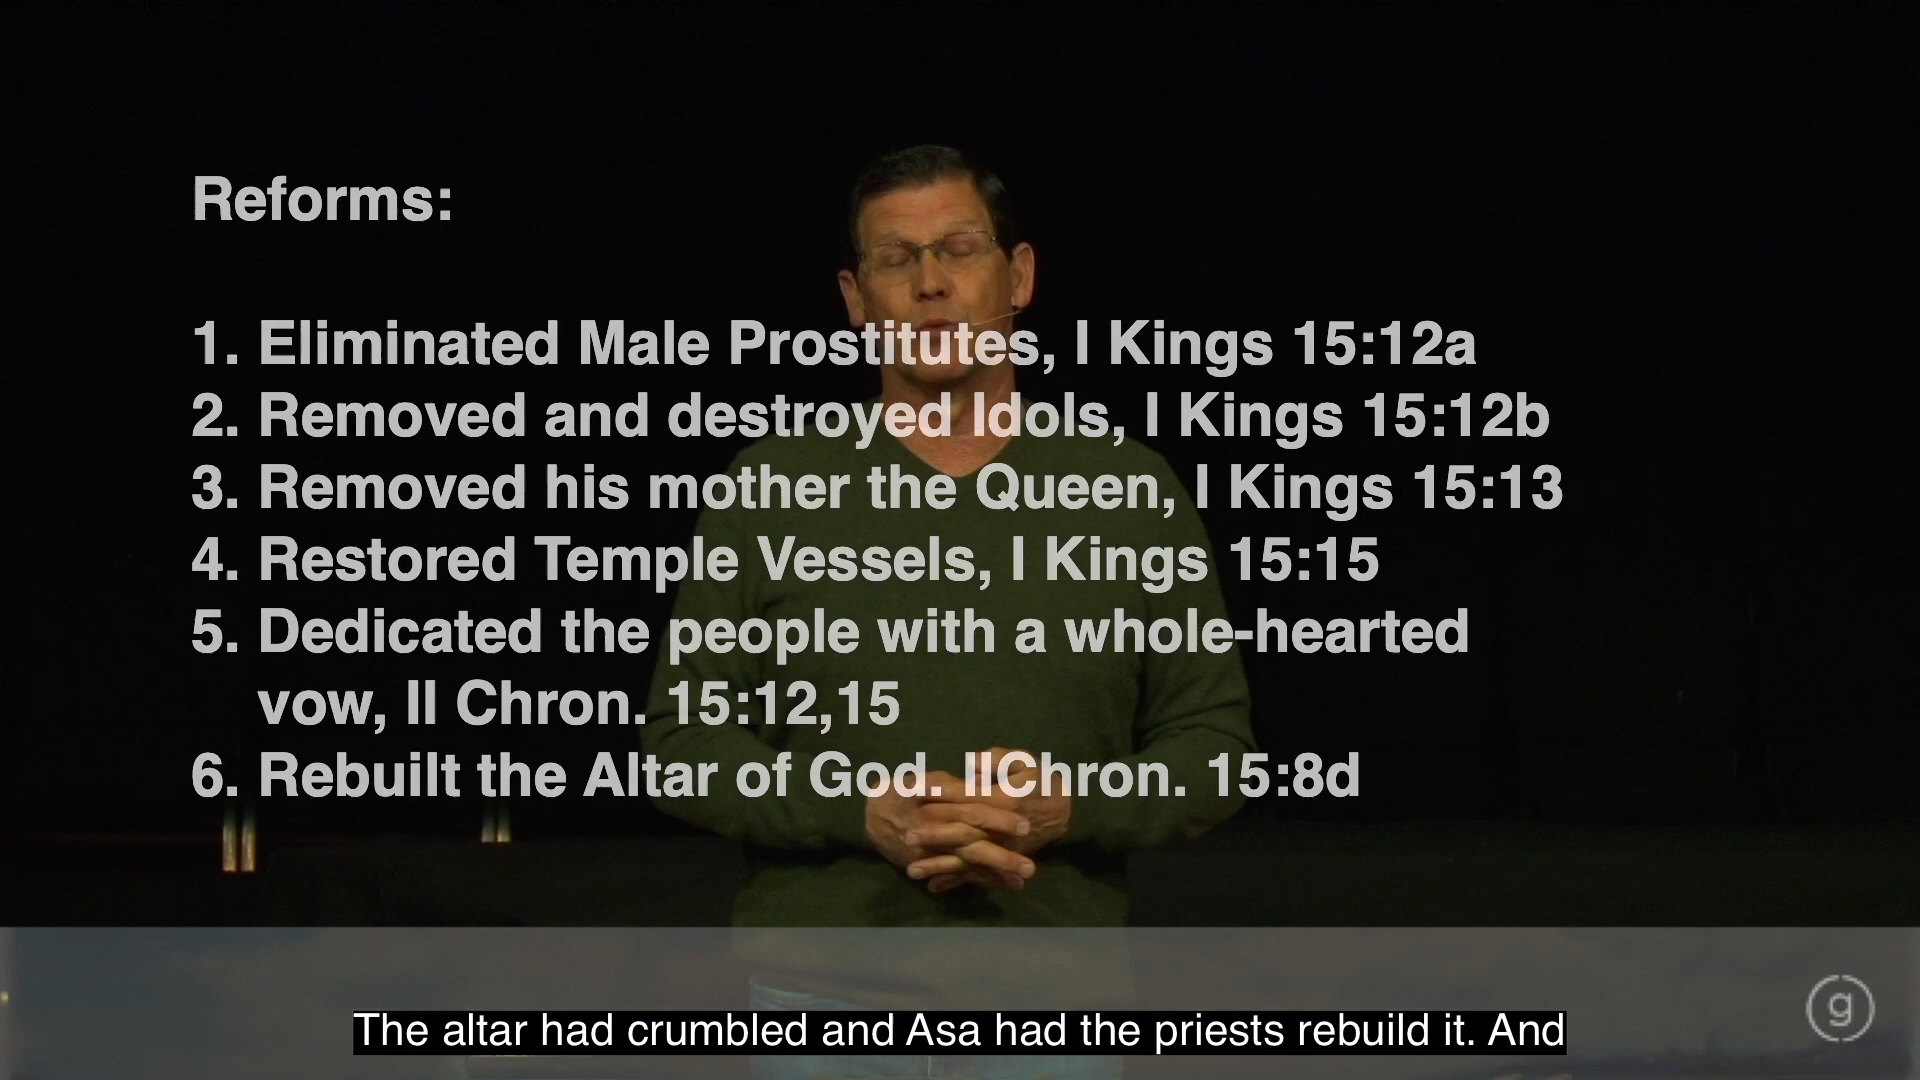 Reforms:
1. Eliminated Male Prostitutes, I Kings 15:12a
2. Removed and destroyed Idols, I Kings 15:12b
3. Removed his mother the Queen, I Kings 15:13
4. Restored Temple Vessels, I Kings 15:15
5. Dedicated the people with a whole-hearted
vow, II Chron. 15:12,15
6. Rebuilt the Altar of God. IIChron. 15:8d
The altar had crumbled and Asa had the priests rebuild it. And
g